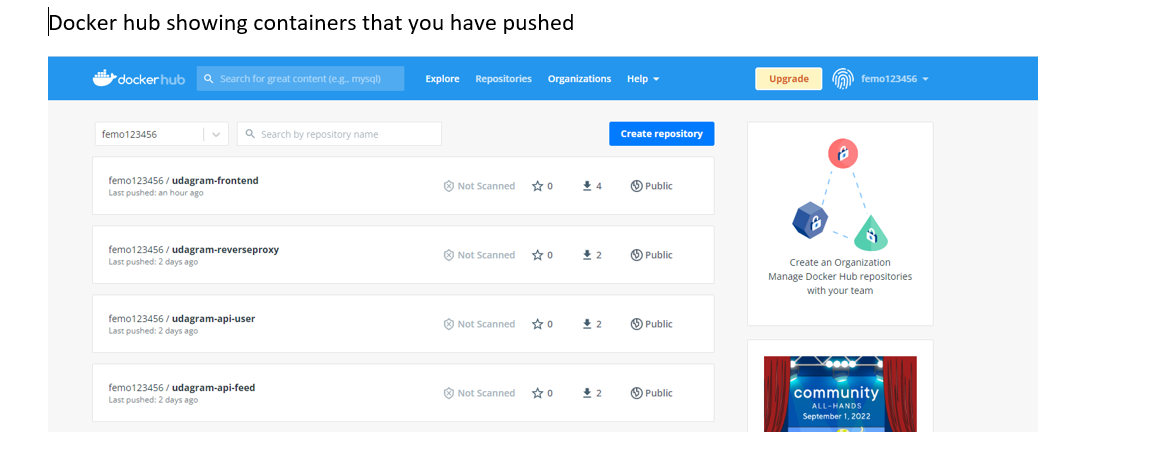 Docker hub showing containers that you have pushed
dockerhub Search for great content (e.g., mysql) Explore Repositories Organizations Help Upgrade femo123456
femo123456 Search by repository name Create repository
femo123456 / udagram-frontend
Last pushed: an hour ago
Not Scanned 0 4 Public
femo123456 / udagram-reverseproxy
Last pushed: 2 days ago
Not Scanned 0 2 Public
femo123456 / udagram-api-user
Last pushed: 2 days ago
Not Scanned 0 2 Public
femo123456 / udagram-api-feed
Last pushed: 2 days ago
Not Scanned 0 2 Public
Create an Organization
Manage Docker Hub repositories
with your team
community
ALL-HANDS
September 1, 2022